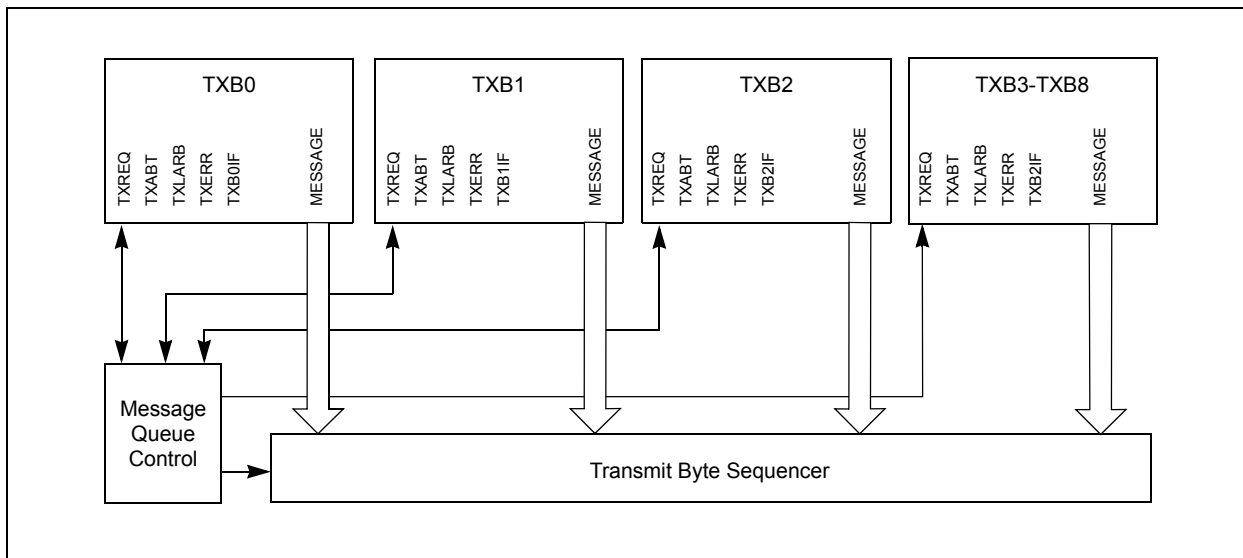 TXB0
TXREQ
TXABT
TXLARB
TXERR
TXB0IF
MESSAGE
TXB1
TXREQ
TXABT
TXLARB
TXERR
TXB1IF
MESSAGE
TXB2
TXREQ
TXABT
TXLARB
TXERR
TXB2IF
MESSAGE
TXB3-TXB8
TXREQ
TXABT
TXLARB
TXERR
TXB2IF
MESSAGE
Message
Queue
Control
Transmit Byte Sequencer